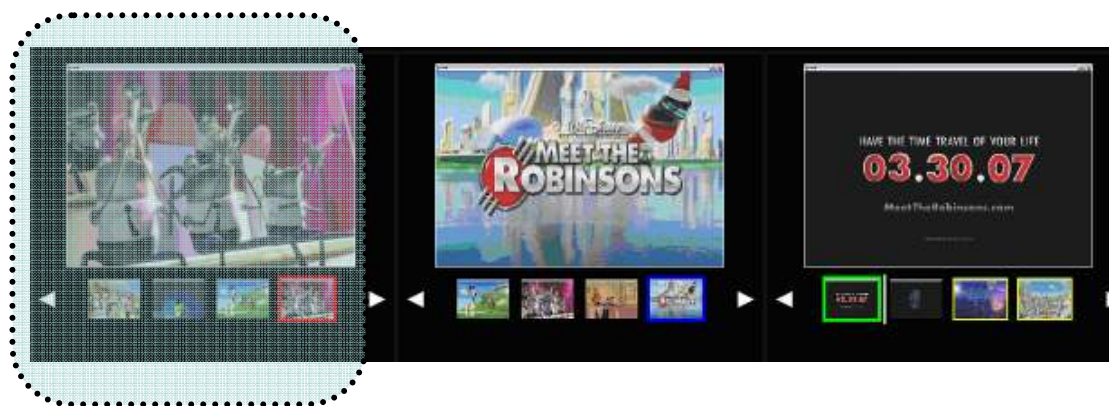 MEET THE
ROBINSONS
HAVE THE TIME TRAVEL OF YOUR LIFE
03.30.07
MeetTheRobinsons.com